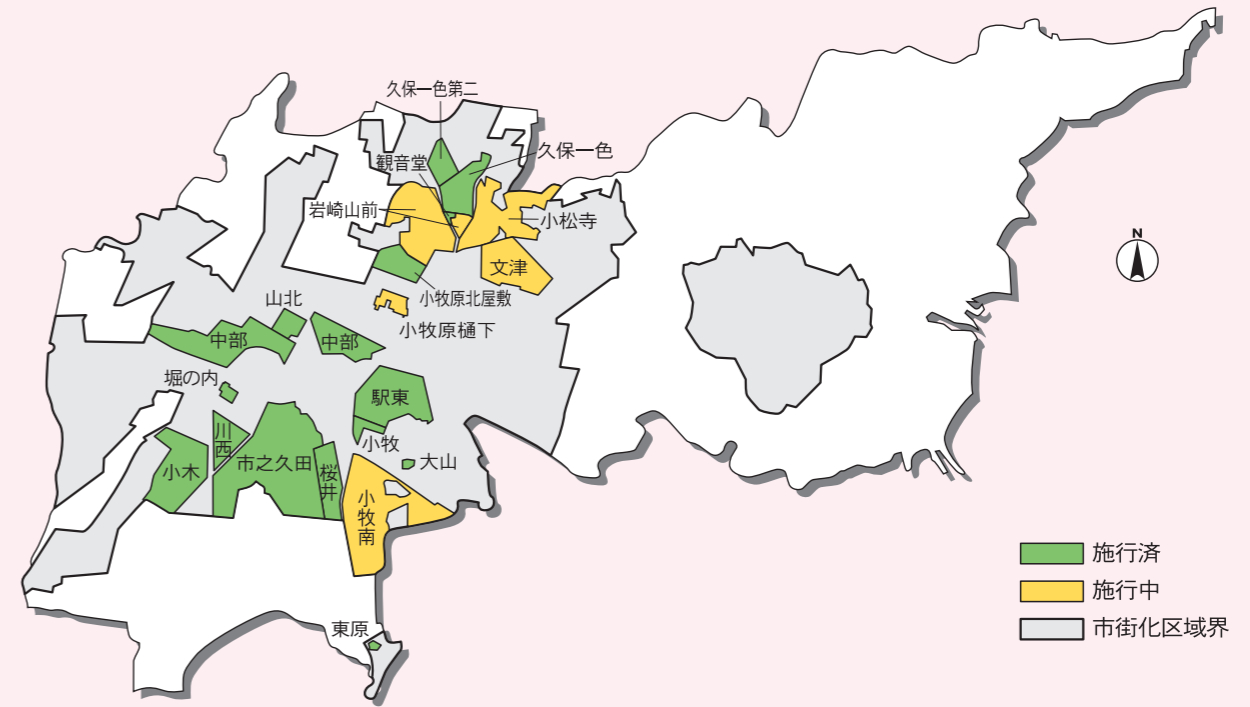 久保一色第二
観音堂
久保一色
岩崎山前
小松寺
N
文津
小牧原北屋敷
山北
小牧原樋下
中部
中部
堀の内
駅東
川西
小牧
市之久田
大山
小木
桜井
小牧南
施行済
施行中
市街化区域界
東原